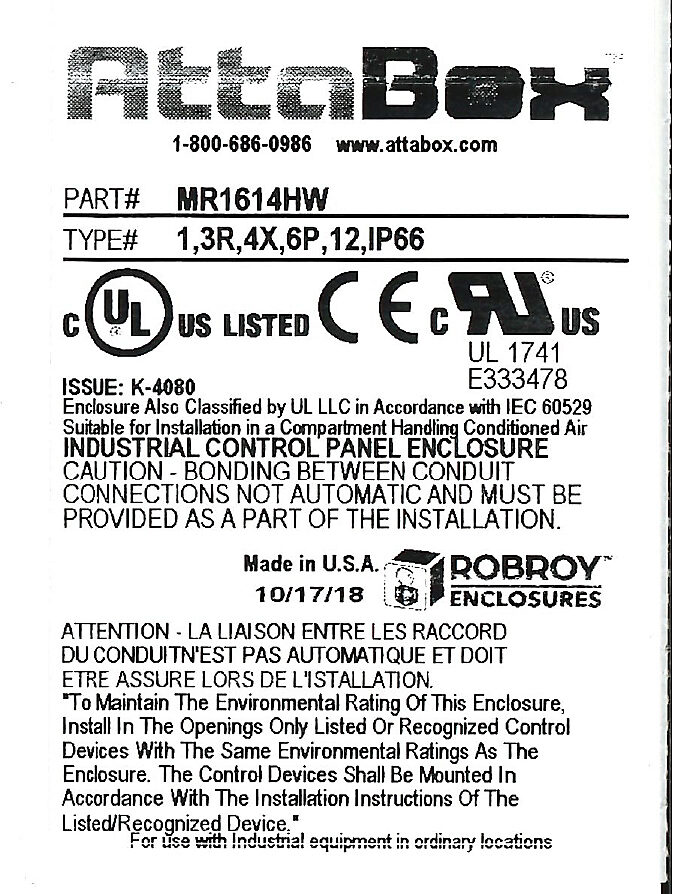 AttaBox
1-800-686-0986 www.attabox.com
PART# MR1614HW
TYPE# 1,3R,4X,6P,12,IP66
C UL ® US LISTED CE C RU ® US
UL 1741
E333478
ISSUE: K-4080
Enclosure Also Classified by UL LLC in Accordance with IEC 60529
Suitable for Installation in a Compartment Handling Conditioned Air
INDUSTRIAL CONTROL PANEL ENCLOSURE
CAUTION - BONDING BETWEEN CONDUIT
CONNECTIONS NOT AUTOMATIC AND MUST BE
PROVIDED AS A PART OF THE INSTALLATION.
Made in U.S.A.
10/17/18
ROBROY™
ENCLOSURES
ATTENTION - LA LIAISON ENTRE LES RACCORD
DU CONDUITN'EST PAS AUTOMATIQUE ET DOIT
ETRE ASSURE LORS DE L'ISTALLATION.
"To Maintain The Environmental Rating Of This Enclosure,
Install In The Openings Only Listed Or Recognized Control
Devices With The Same Environmental Ratings As The
Enclosure. The Control Devices Shall Be Mounted In
Accordance With The Installation Instructions Of The
Listed/Recognized Device."
For use with Industrial equipment in ordinary locations